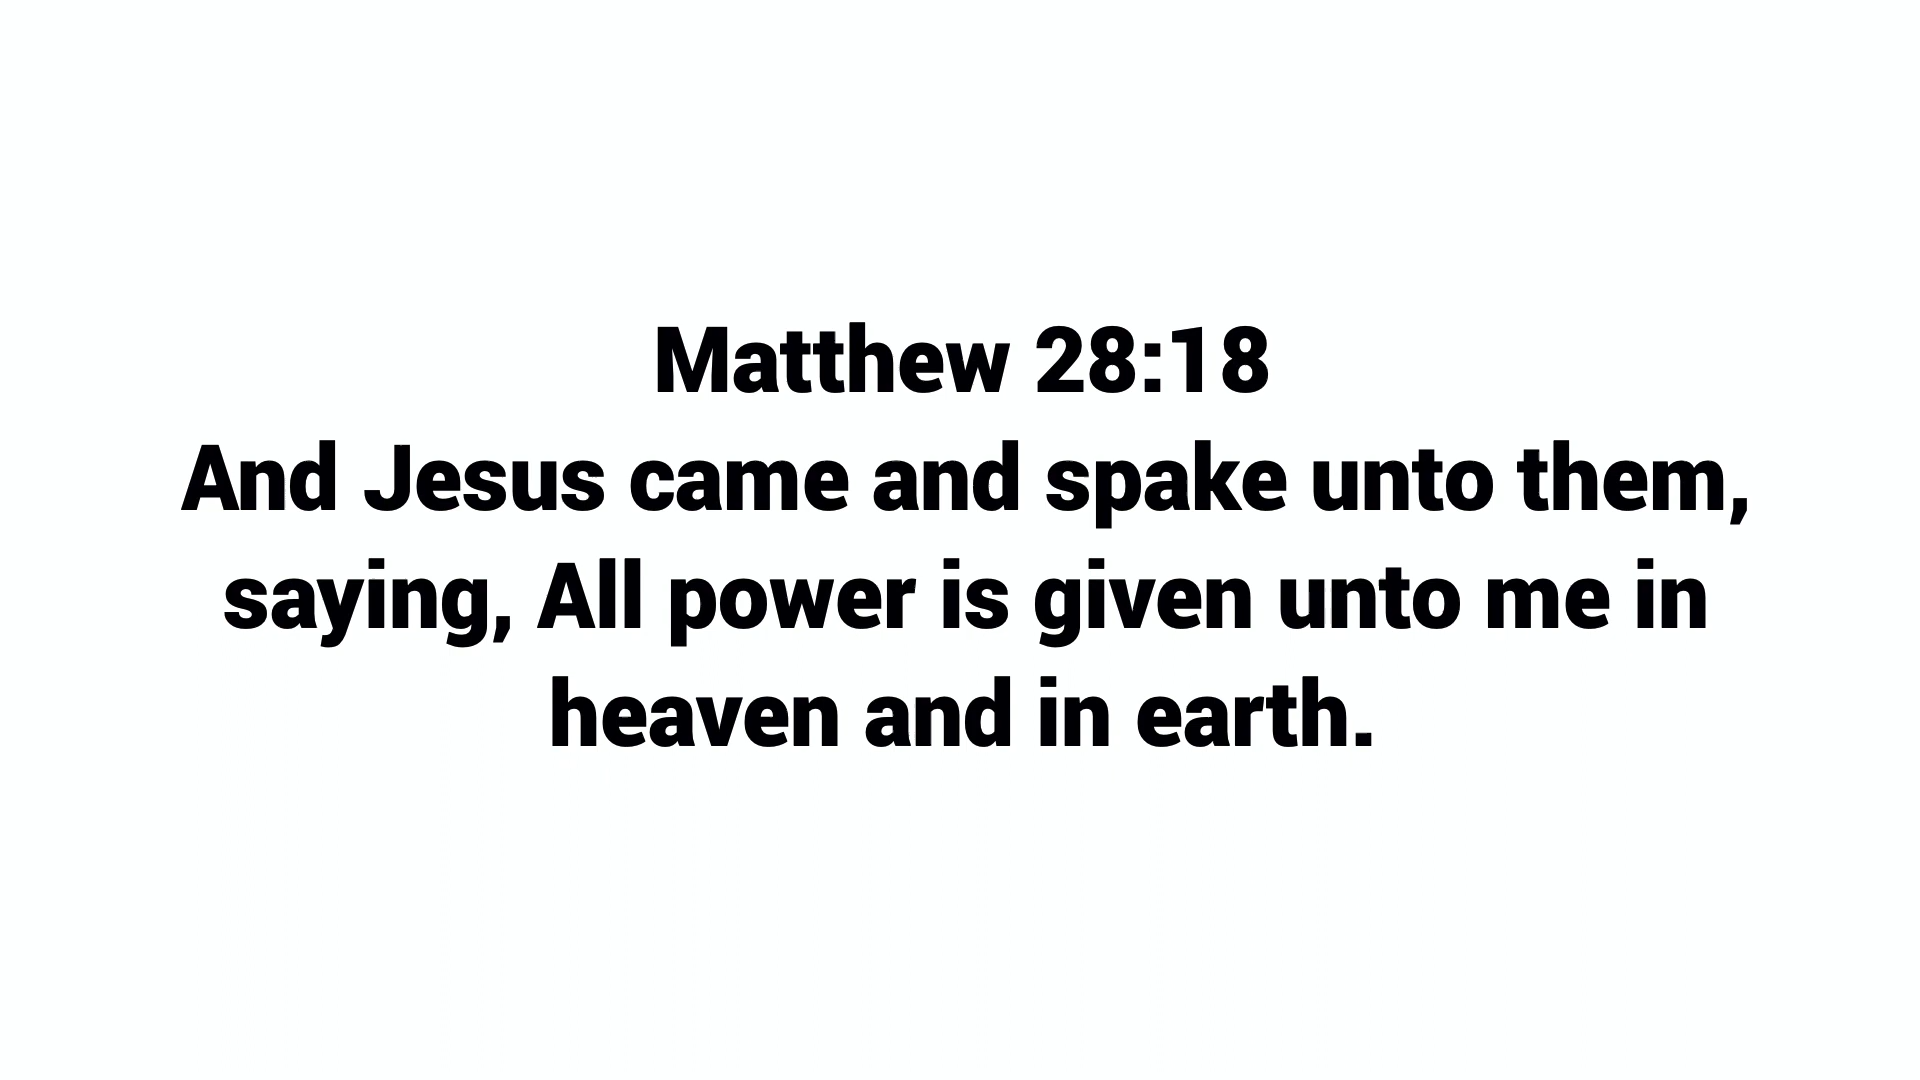 Matthew 28:18
And Jesus came and spake unto them,
saying, All power is given unto me in
heaven and in earth.